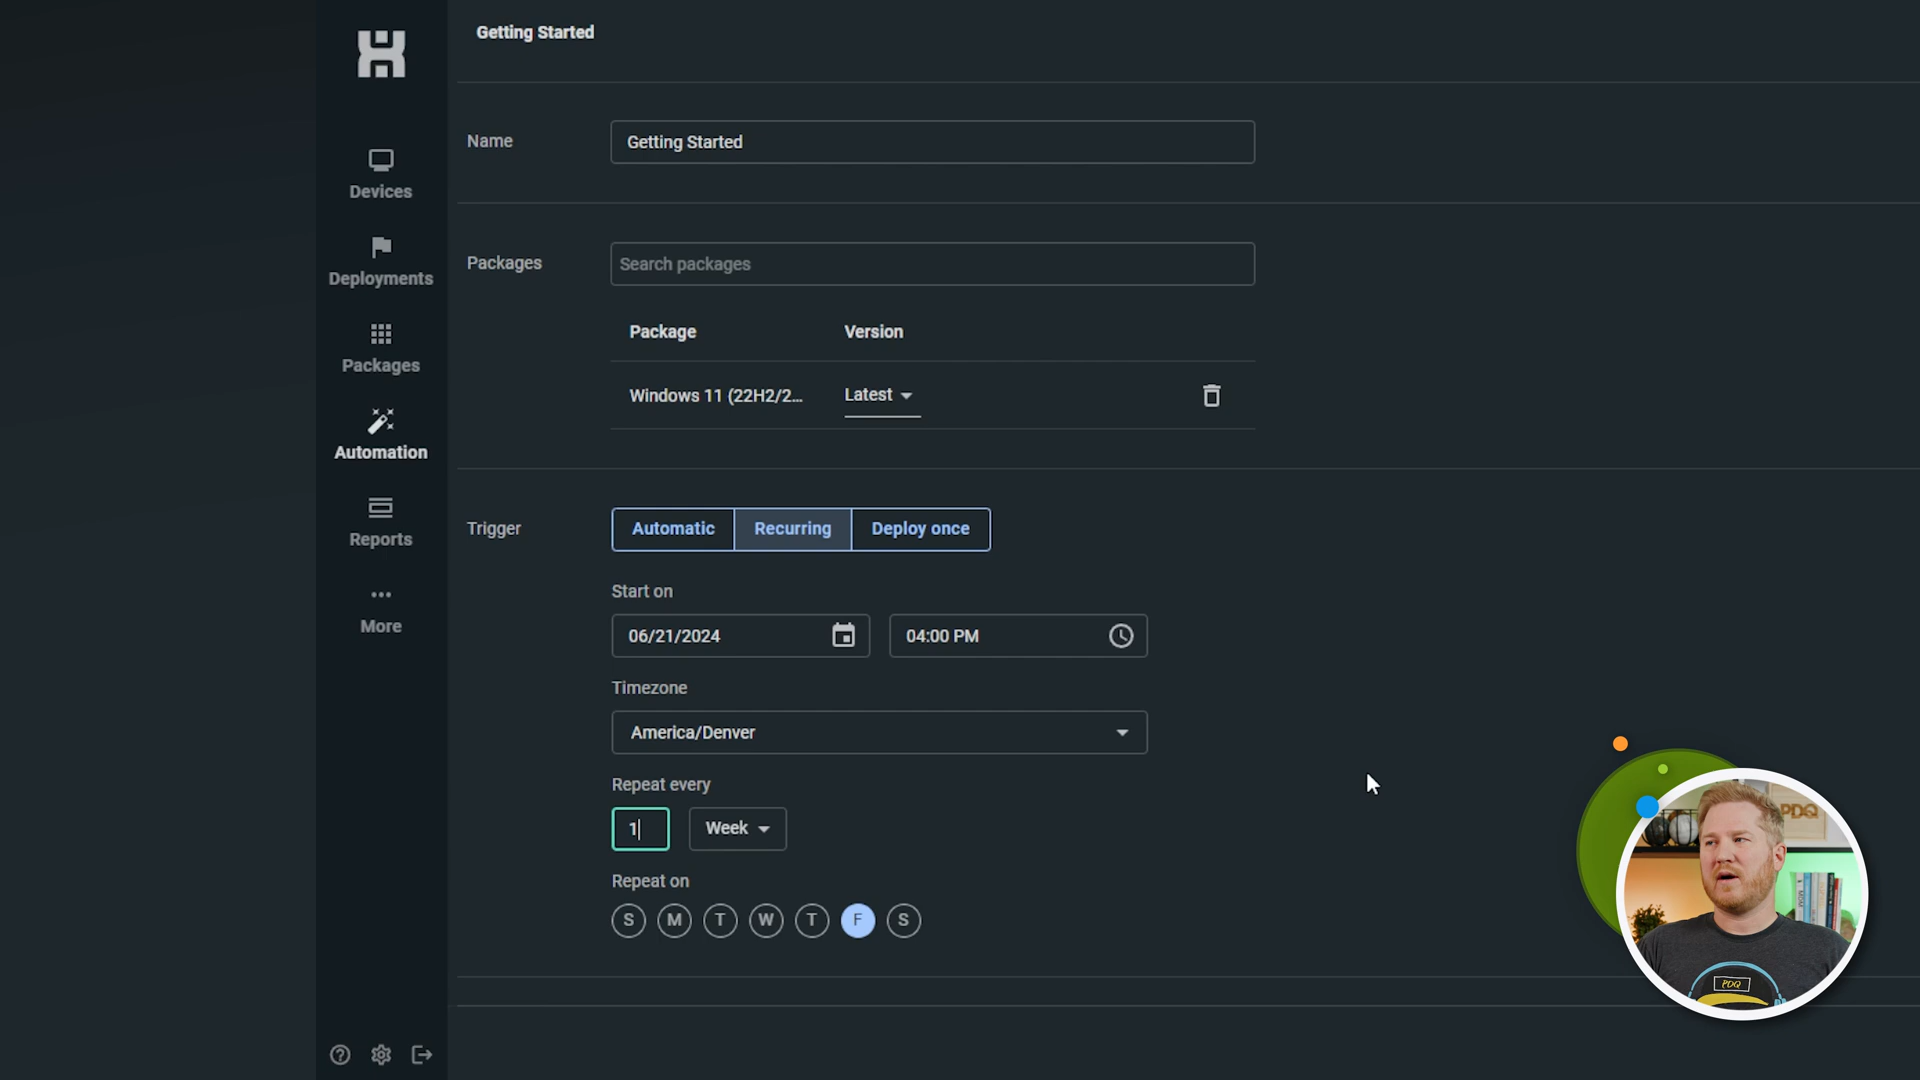 Getting Started
Devices
Deployments
Packages
Automation
Reports
More
Name
Getting Started
Packages
Search packages
Package Version
Windows 11 (22H2/2... Latest
Trigger
Automatic Recurring Deploy once
Start on
06/21/2024 04:00 PM
Timezone
America/Denver
Repeat every
1 Week
Repeat on
S M T W T F S
PDQ
PDQ